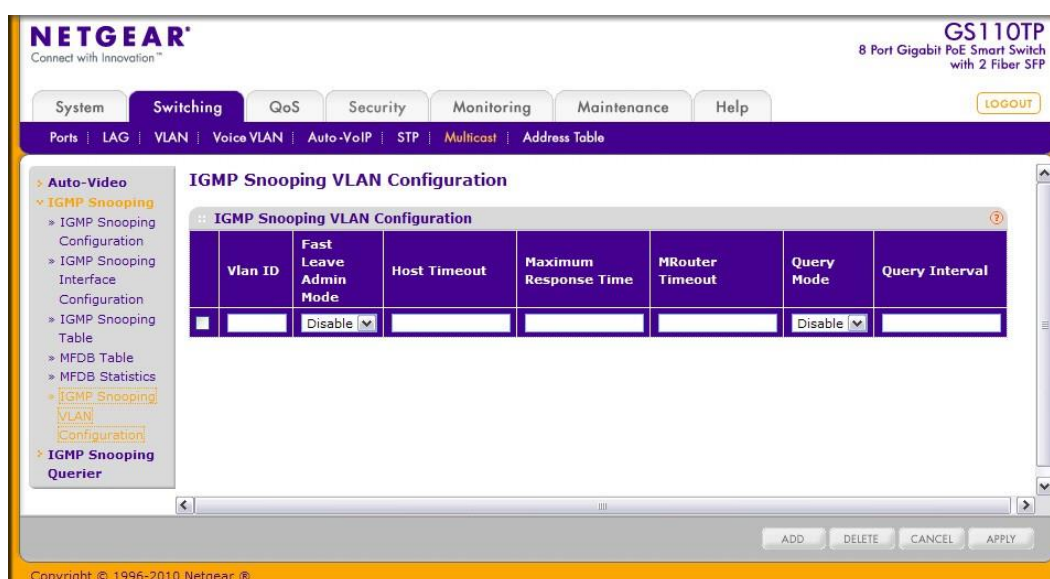 NETGEAR®
Connect with Innovation™
GS110TP
8 Port Gigabit PoE Smart Switch
with 2 Fiber SFP
System
Switching
QoS
Security
Monitoring
Maintenance
Help
LOGOUT
Ports | LAG | VLAN | Voice VLAN | Auto-VoIP | STP | Multicast | Address Table
Auto-Video
IGMP Snooping
» IGMP Snooping
Configuration
» IGMP Snooping
Interface
Configuration
» IGMP Snooping
Table
» MFDB Table
» MFDB Statistics
» IGMP Snooping
VLAN
Configuration
IGMP Snooping
Querier
IGMP Snooping VLAN Configuration
IGMP Snooping VLAN Configuration
?
Vlan ID
Fast
Leave
Admin
Mode
Host Timeout
Maximum
Response Time
MRouter
Timeout
Query
Mode
Query Interval
Disable
Disable
ADD
DELETE
CANCEL
APPLY
Copyright © 1996-2010 Netgear ®